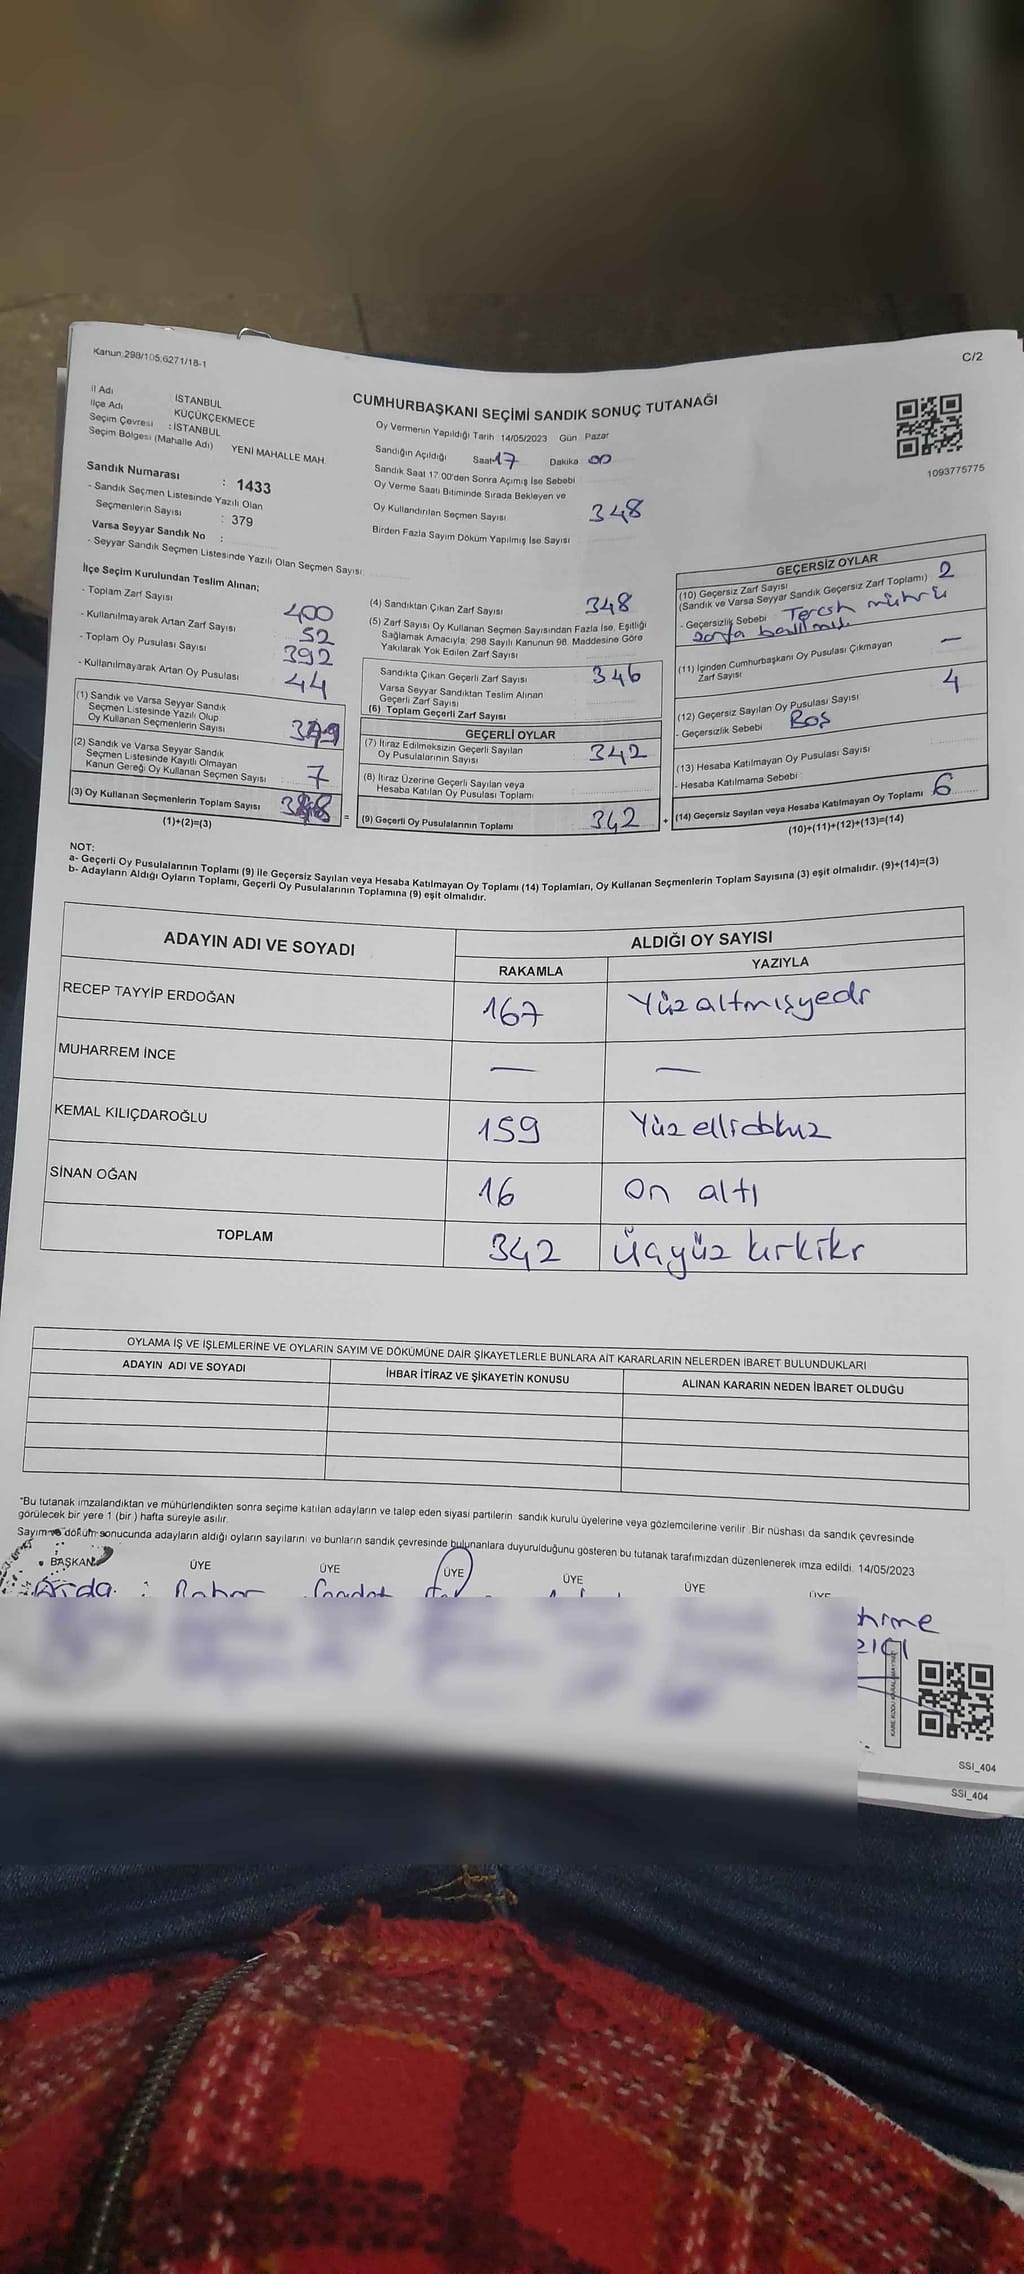 Kanun:298/105,6271/18-1
C/2
CUMHURBAŞKANI SEÇİMİ SANDIK SONUÇ TUTANAĞI
İl Adı : İSTANBUL
İlçe Adı KÜÇÜKÇEKMECE
Seçim Çevresi : İSTANBUL
Seçim Bölgesi (Mahalle Adı) YENİ MAHALLE MAH.
Sandık Numarası : 1433
- Sandık Seçmen Listesinde Yazılı Olan
Seçmenlerin Sayısı : 379
Varsa Seyyar Sandık No :
- Seyyar Sandık Seçmen Listesinde Yazılı Olan Seçmen Sayısı:
Oy Vermenin Yapıldığı Tarih 14/05/2023 Gün Pazar
Sandığın Açıldığı Saat 17 Dakika 00
Sandık Saat 17:00'den Sonra Açımış İse Sebebi
Oy Verme Saati Bitiminde Sırada Bekleyen ve
Oy Kullandırılan Seçmen Sayısı 348
Birden Fazla Sayım Döküm Yapılmış İse Sayısı
1093775775
İlçe Seçim Kurulundan Teslim Alınan;
- Toplam Zarf Sayısı 400
- Kullanılmayarak Artan Zarf Sayısı 52
- Toplam Oy Pusulası Sayısı 392
- Kullanılmayarak Artan Oy Pusulası 44
(1) Sandık ve Varsa Seyyar Sandık
Seçmen Listesinde Yazılı Olup
Oy Kullanan Seçmenlerin Sayısı
(2) Sandık ve Varsa Seyyar Sandık
Seçmen Listesinde Kayıtlı Olmayan
Kanun Gereği Oy Kullanan Seçmen Sayısı 7
(3) Oy Kullanan Seçmenlerin Toplam Sayısı =
(1)+(2)=(3)
(4) Sandıktan Çıkan Zarf Sayısı 348
(5) Zarf Sayısı Oy Kullanan Seçmen Sayısından Fazla İse, Eşitliği
Sağlamak Amacıyla, 298 Sayılı Kanunun 98. Maddesine Göre
Yakılarak Yok Edilen Zarf Sayısı
Sandıkta Çıkan Geçerli Zarf Sayısı 346
Varsa Seyyar Sandıktan Teslim Alınan
Geçerli Zarf Sayısı
(6) Toplam Geçerli Zarf Sayısı
GEÇERLİ OYLAR
(7) İtiraz Edilmeksizin Geçerli Sayılan
Oy Pusulalarının Sayısı 342
(8) İtiraz Üzerine Geçerli Sayılan veya
Hesaba Katılan Oy Pusulası Toplamı
(9) Geçerli Oy Pusulalarının Toplamı 342 +
GEÇERSİZ OYLAR
(10) Geçersiz Zarf Sayısı
(Sandık ve Varsa Seyyar Sandık Geçersiz Zarf Toplamı) 2
- Geçersizlik Sebebi Tercih mührü
zarfa basılmış.
(11) İçinden Cumhurbaşkanı Oy Pusulası Çıkmayan
Zarf Sayısı —
(12) Geçersiz Sayılan Oy Pusulası Sayısı 4
- Geçersizlik Sebebi Boş
(13) Hesaba Katılmayan Oy Pusulası Sayısı
- Hesaba Katılmama Sebebi
(14) Geçersiz Sayılan veya Hesaba Katılmayan Oy Toplamı 6
(10)+(11)+(12)+(13)=(14)
NOT:
a- Geçerli Oy Pusulalarının Toplamı (9) ile Geçersiz Sayılan veya Hesaba Katılmayan Oy Toplamı (14) Toplamları, Oy Kullanan Seçmenlerin Toplam Sayısına (3) eşit olmalıdır. (9)+(14)=(3)
b- Adayların Aldığı Oyların Toplamı, Geçerli Oy Pusulalarının Toplamına (9) eşit olmalıdır.
ADAYIN ADI VE SOYADI
ALDIĞI OY SAYISI
RAKAMLA YAZIYLA
RECEP TAYYİP ERDOĞAN 167 Yüzaltmışyedi
MUHARREM İNCE — —
KEMAL KILIÇDAROĞLU 159 Yüzellidokuz
SİNAN OĞAN 16 On altı
TOPLAM 342 Üçyüz kırkiki
OYLAMA İŞ VE İŞLEMLERİNE VE OYLARIN SAYIM VE DÖKÜMÜNE DAİR ŞİKAYETLERLE BUNLARA AİT KARARLARIN NELERDEN İBARET BULUNDUKLARI
ADAYIN ADI VE SOYADI İHBAR İTİRAZ VE ŞİKAYETİN KONUSU ALINAN KARARIN NEDEN İBARET OLDUĞU
"Bu tutanak imzalandıktan ve mühürlendikten sonra seçime katılan adayların ve talep eden siyasi partilerin sandık kurulu üyelerine veya gözlemcilerine verilir. Bir nüshası da sandık çevresinde
görülecek bir yere 1 (bir) hafta süreyle asılır.
Sayım ve döküm sonucunda adayların aldığı oyların sayılarını ve bunların sandık çevresinde bulunanlara duyurulduğunu gösteren bu tutanak tarafımızdan düzenlenerek imza edildi. 14/05/2023
BAŞKAN ÜYE ÜYE ÜYE ÜYE ÜYE ÜYE
Arda
KARE KODU KARALAMAYINIZ
SSI_404
SSI_404